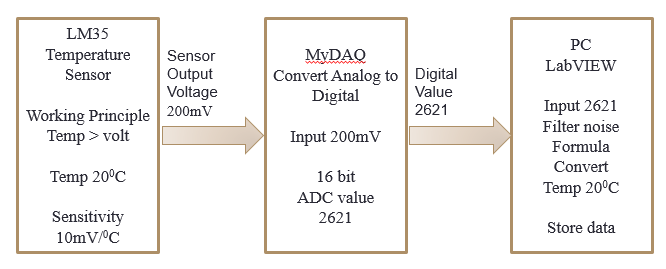 LM35
Temperature
Sensor
Working Principle
Temp > volt
Temp 20⁰C
Sensitivity
10mV/⁰C
Sensor
Output
Voltage
200mV
MyDAQ
Convert Analog to
Digital
Input 200mV
16 bit
ADC value
2621
Digital
Value
2621
PC
LabVIEW
Input 2621
Filter noise
Formula
Convert
Temp 20⁰C
Store data